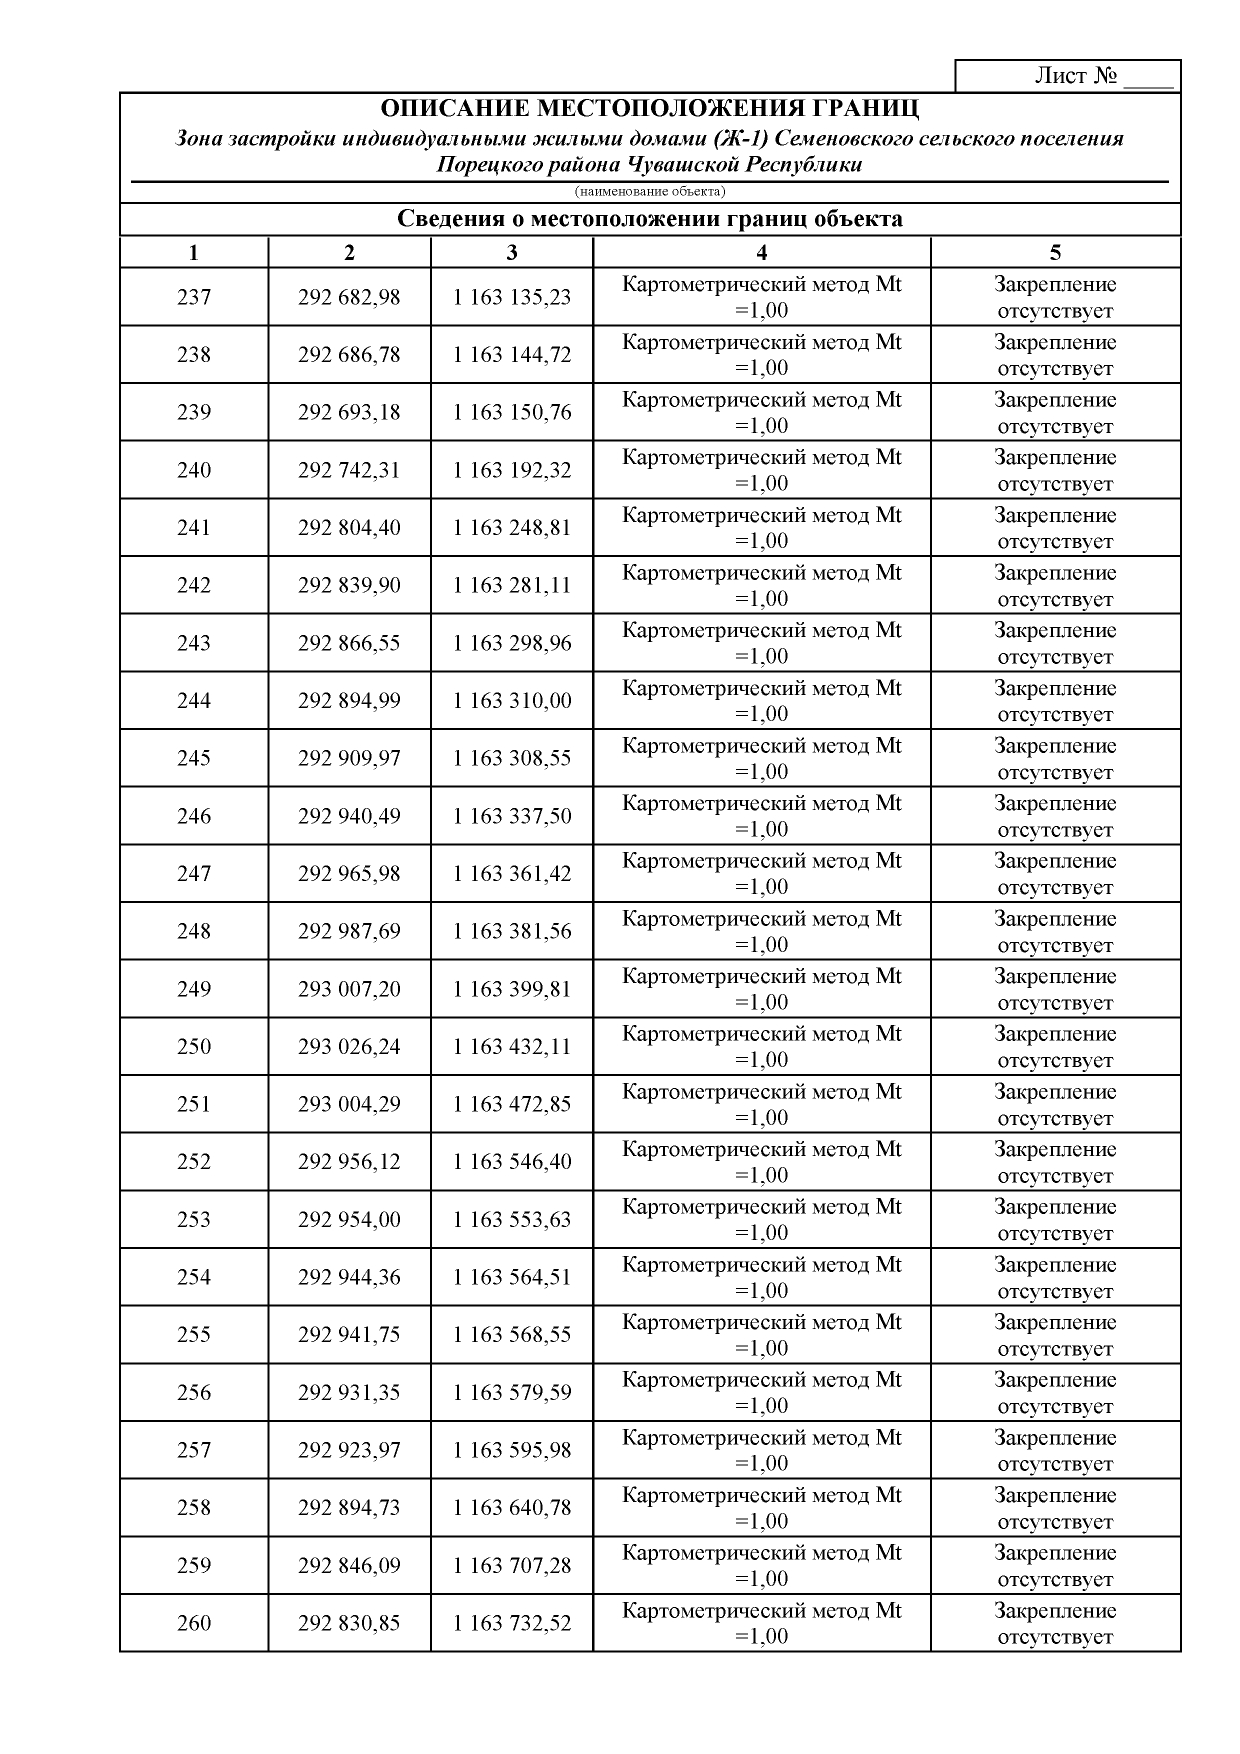 Лист № ____
ОПИСАНИЕ МЕСТОПОЛОЖЕНИЯ ГРАНИЦ
Зона застройки индивидуальными жилыми домами (Ж-1) Семеновского сельского поселения
Порецкого района Чувашской Республики
(наименование объекта)
Сведения о местоположении границ объекта
1 2 3 4 5
237 292 682,98 1 163 135,23 Картометрический метод Mt =1,00 Закрепление отсутствует
238 292 686,78 1 163 144,72 Картометрический метод Mt =1,00 Закрепление отсутствует
239 292 693,18 1 163 150,76 Картометрический метод Mt =1,00 Закрепление отсутствует
240 292 742,31 1 163 192,32 Картометрический метод Mt =1,00 Закрепление отсутствует
241 292 804,40 1 163 248,81 Картометрический метод Mt =1,00 Закрепление отсутствует
242 292 839,90 1 163 281,11 Картометрический метод Mt =1,00 Закрепление отсутствует
243 292 866,55 1 163 298,96 Картометрический метод Mt =1,00 Закрепление отсутствует
244 292 894,99 1 163 310,00 Картометрический метод Mt =1,00 Закрепление отсутствует
245 292 909,97 1 163 308,55 Картометрический метод Mt =1,00 Закрепление отсутствует
246 292 940,49 1 163 337,50 Картометрический метод Mt =1,00 Закрепление отсутствует
247 292 965,98 1 163 361,42 Картометрический метод Mt =1,00 Закрепление отсутствует
248 292 987,69 1 163 381,56 Картометрический метод Mt =1,00 Закрепление отсутствует
249 293 007,20 1 163 399,81 Картометрический метод Mt =1,00 Закрепление отсутствует
250 293 026,24 1 163 432,11 Картометрический метод Mt =1,00 Закрепление отсутствует
251 293 004,29 1 163 472,85 Картометрический метод Mt =1,00 Закрепление отсутствует
252 292 956,12 1 163 546,40 Картометрический метод Mt =1,00 Закрепление отсутствует
253 292 954,00 1 163 553,63 Картометрический метод Mt =1,00 Закрепление отсутствует
254 292 944,36 1 163 564,51 Картометрический метод Mt =1,00 Закрепление отсутствует
255 292 941,75 1 163 568,55 Картометрический метод Mt =1,00 Закрепление отсутствует
256 292 931,35 1 163 579,59 Картометрический метод Mt =1,00 Закрепление отсутствует
257 292 923,97 1 163 595,98 Картометрический метод Mt =1,00 Закрепление отсутствует
258 292 894,73 1 163 640,78 Картометрический метод Mt =1,00 Закрепление отсутствует
259 292 846,09 1 163 707,28 Картометрический метод Mt =1,00 Закрепление отсутствует
260 292 830,85 1 163 732,52 Картометрический метод Mt =1,00 Закрепление отсутствует